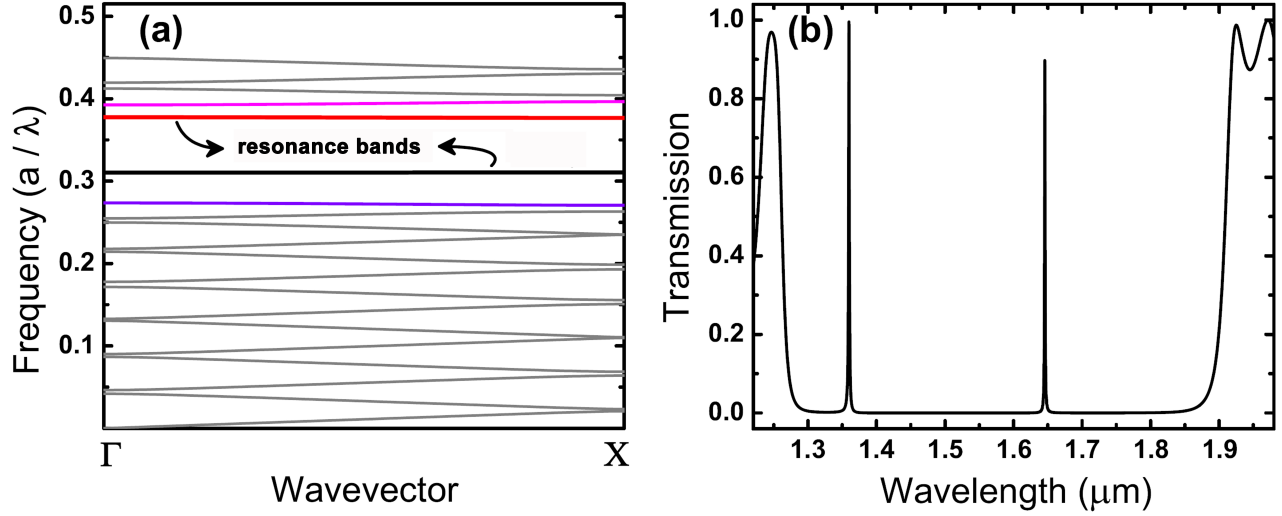 (a)
0.5
0.4
0.3
0.2
0.1
Frequency (a / λ)
resonance bands
Γ
X
Wavevector
(b)
1.0
0.8
0.6
0.4
0.2
0.0
Transmission
1.3 1.4 1.5 1.6 1.7 1.8 1.9
Wavelength (μm)